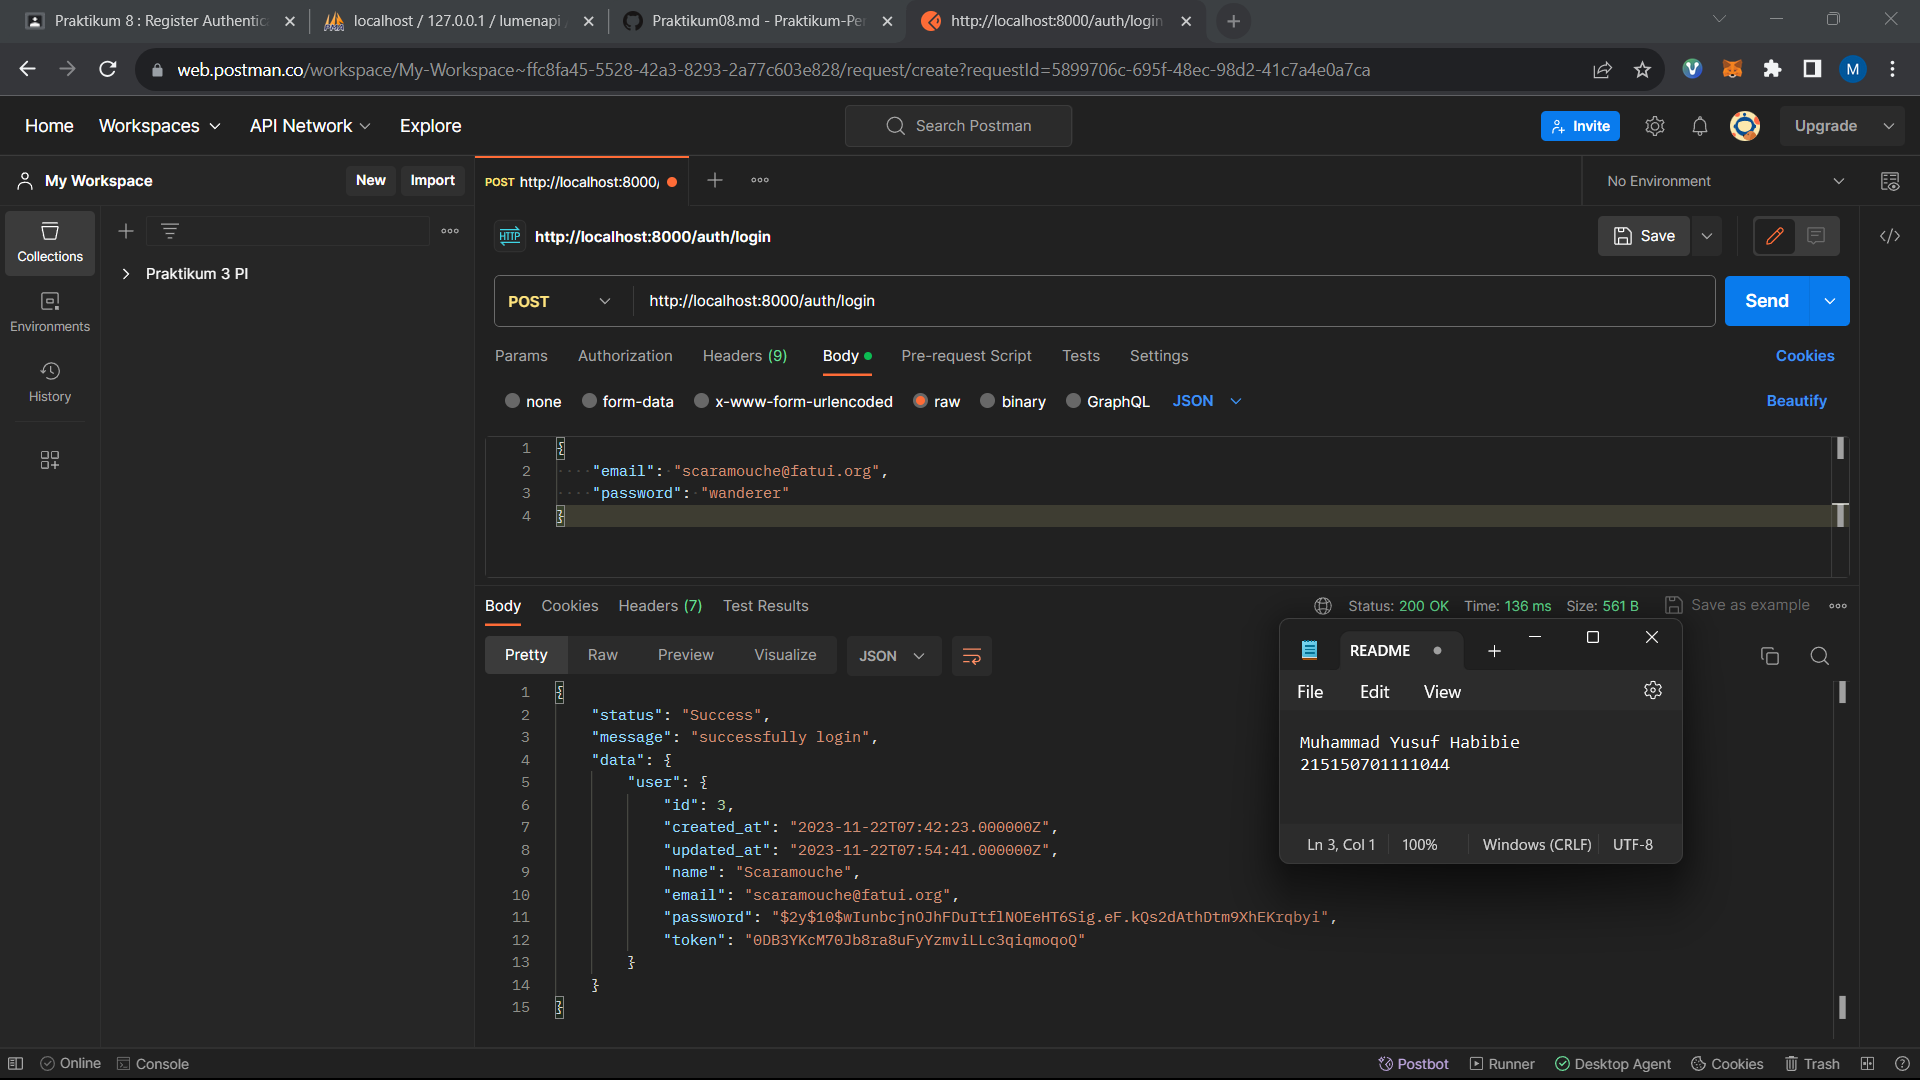 Praktikum 8 : Register Authentic
localhost / 127.0.0.1 / lumenapi
Praktikum08.md - Praktikum-Per
http://localhost:8000/auth/login
web.postman.co/workspace/My-Workspace~ffc8fa45-5528-42a3-8293-2a77c603e828/request/create?requestId=5899706c-695f-48ec-98d2-41c7a4e0a7ca
M
Home Workspaces API Network Explore
Search Postman
Invite
Upgrade
My Workspace
New Import
POST http://localhost:8000/
No Environment
Collections
Environments
History
Praktikum 3 PI
HTTP http://localhost:8000/auth/login
Save
POST http://localhost:8000/auth/login
Send
Params Authorization Headers (9) Body Pre-request Script Tests Settings
Cookies
none form-data x-www-form-urlencoded raw binary GraphQL JSON
Beautify
1 {
2 "email": "scaramouche@fatui.org",
3 "password": "wanderer"
4 }
Body Cookies Headers (7) Test Results
Status: 200 OK Time: 136 ms Size: 561 B Save as example
Pretty Raw Preview Visualize JSON
1 {
2 "status": "Success",
3 "message": "successfully login",
4 "data": {
5 "user": {
6 "id": 3,
7 "created_at": "2023-11-22T07:42:23.000000Z",
8 "updated_at": "2023-11-22T07:54:41.000000Z",
9 "name": "Scaramouche",
10 "email": "scaramouche@fatui.org",
11 "password": "$2y$10$wIunbcjnOJhFDuItflNOEeHT6Sig.eF.kQs2dAthDtm9XhEKrqbyi",
12 "token": "0DB3YKcM70Jb8ra8uFyYzmviLLc3qiqmoqoQ"
13 }
14 }
15 }
README
File Edit View
Muhammad Yusuf Habibie
215150701111044
Ln 3, Col 1 100% Windows (CRLF) UTF-8
Online Console
Postbot Runner Desktop Agent Cookies Trash